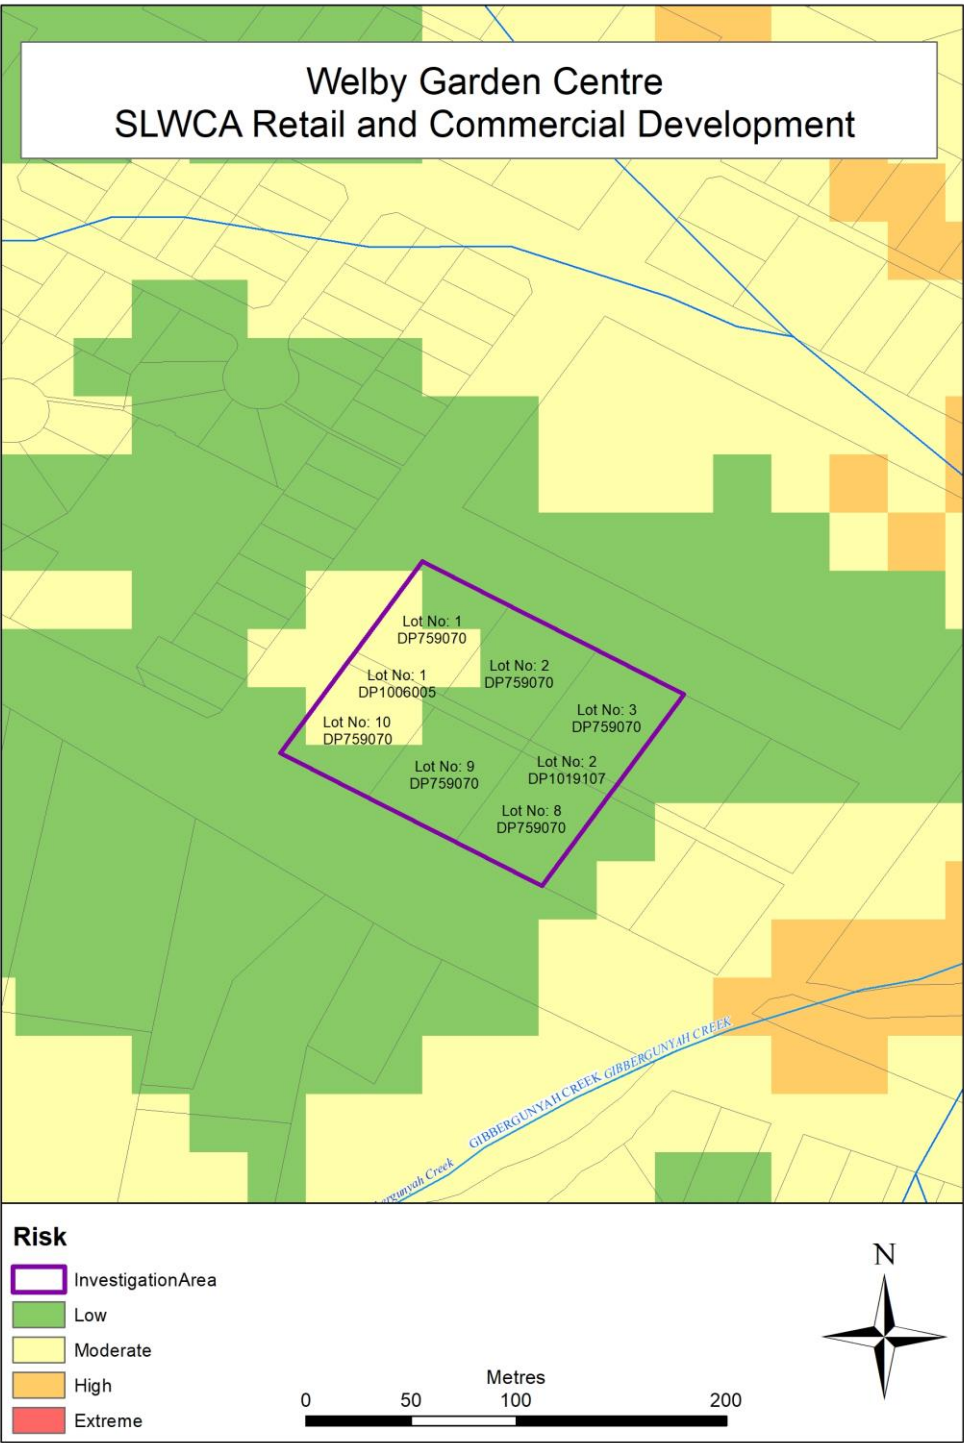 Welby Garden Centre
SLWCA Retail and Commercial Development
Lot No: 1
DP759070
Lot No: 2
DP759070
Lot No: 1
DP1006005
Lot No: 3
DP759070
Lot No: 10
DP759070
Lot No: 9
DP759070
Lot No: 2
DP1019107
Lot No: 8
DP759070
GIBBERGUNYAH CREEK
GIBBERGUNYAH CREEK
Creek
Risk
InvestigationArea
Low
Moderate
High
Extreme
N
Metres
0 50 100 200